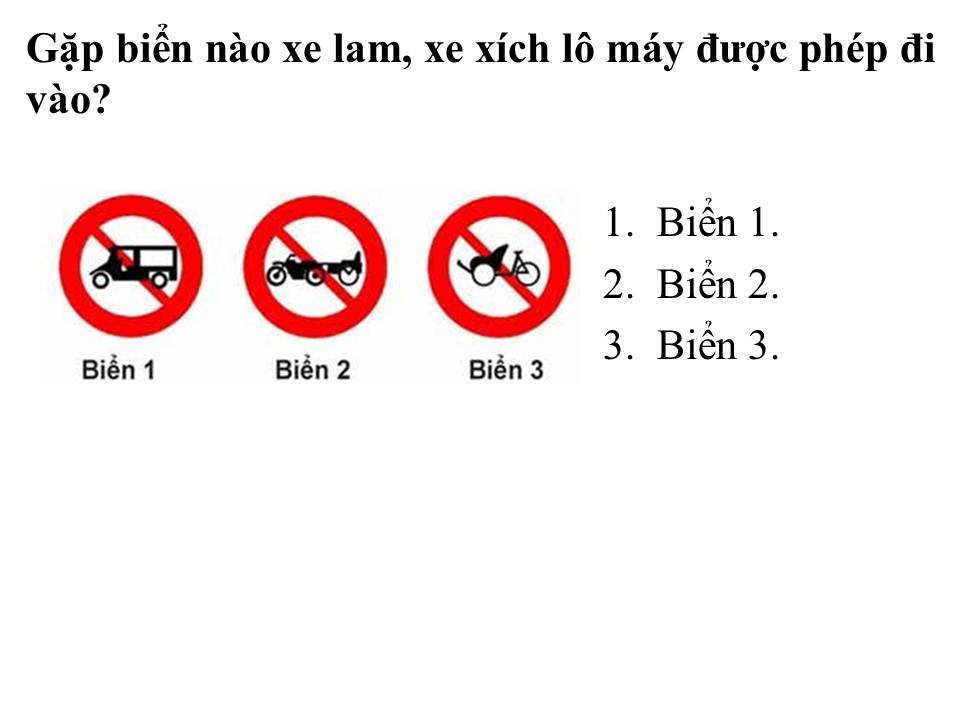 Gặp biển nào xe lam, xe xích lô máy được phép đi
vào?
1. Biển 1.
2. Biển 2.
3. Biển 3.
Biển 1
Biển 2
Biển 3